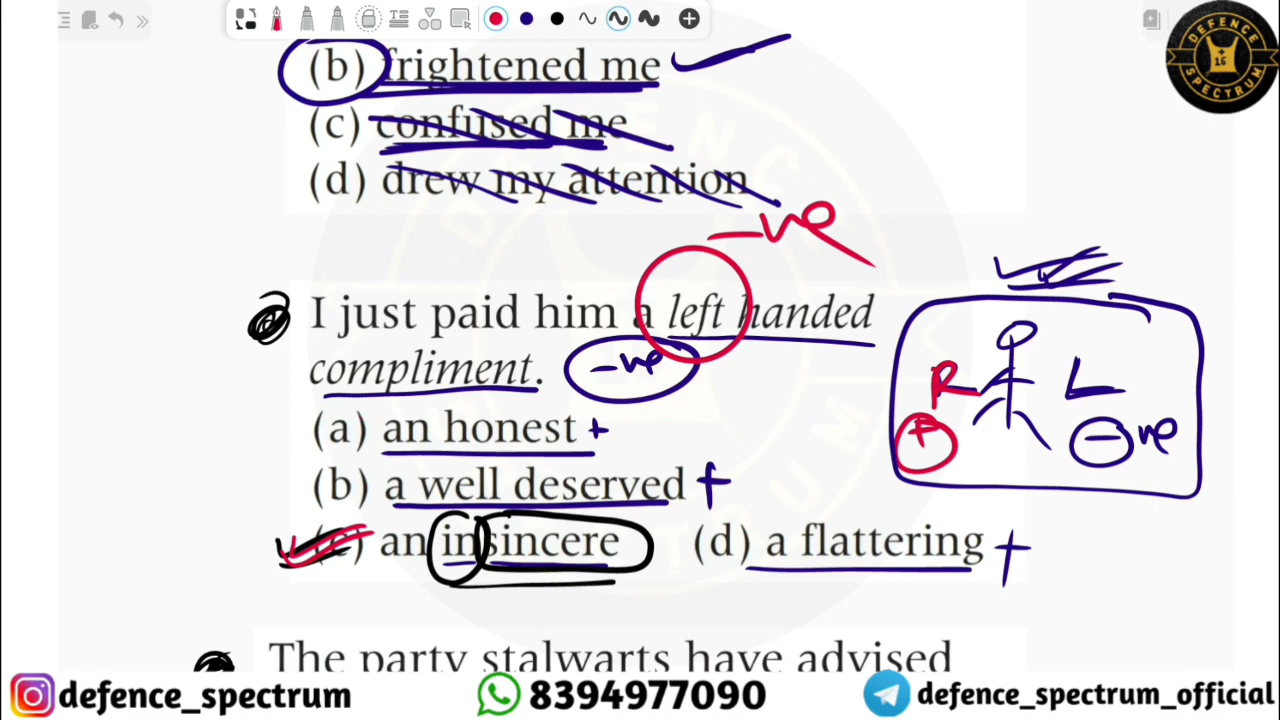 DEFENCE
16
SPECTRUM
(b) frightened me
(c) confused me
(d) drew my attention
-ve
I just paid him a left handed
compliment. -ve
R L
+ - ve
(a) an honest +
(b) a well deserved +
(c) an insincere (d) a flattering +
The party stalwarts have advised
defence_spectrum 8394977090 defence_spectrum_official